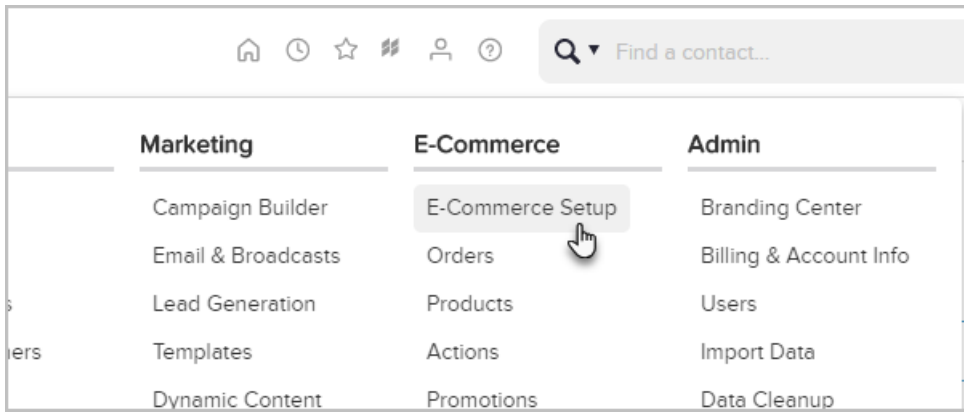 Find a contact...
Marketing
E-Commerce
Admin
Campaign Builder
E-Commerce Setup
Branding Center
Email & Broadcasts
Orders
Billing & Account Info
Lead Generation
Products
Users
Templates
Actions
Import Data
Dynamic Content
Promotions
Data Cleanup